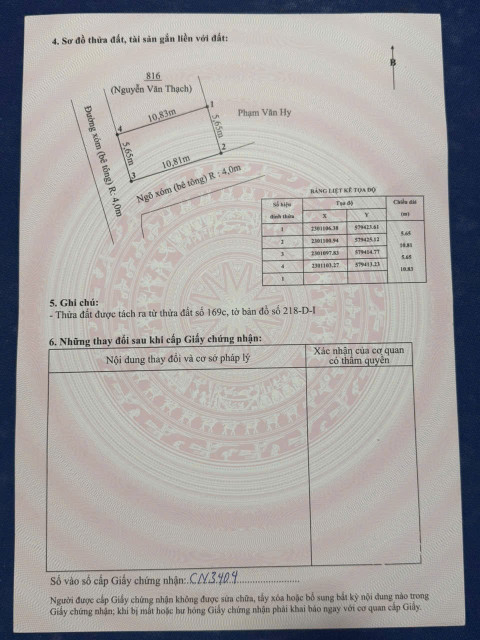 4. Sơ đồ thửa đất, tài sản gắn liền với đất:
B
816
(Nguyễn Văn Thạch)
10,83m
1
Phạm Văn Hy
4
5,65m
5,65m
Đường xóm (bê tông) R: 4,0m
10,81m
2
3
Ngõ xóm (bê tông) R : 4,0m
BẢNG LIỆT KÊ TỌA ĐỘ
Số hiệu đỉnh thửa Tọa độ Chiều dài (m)
X Y
1 2301106.38 579423.61
5.65
2 2301100.94 579425.12
10.81
3 2301097.83 579414.77
5.65
4 2301103.27 579413.23
10.83
1
5. Ghi chú:
- Thửa đất được tách ra từ thửa đất số 169c, tờ bản đồ số 218-D-I
6. Những thay đổi sau khi cấp Giấy chứng nhận:
Nội dung thay đổi và cơ sở pháp lý
Xác nhận của cơ quan
có thẩm quyền
Số vào sổ cấp Giấy chứng nhận: CN3404
Người được cấp Giấy chứng nhận không được sửa chữa, tẩy xóa hoặc bổ sung bất kỳ nội dung nào trong
Giấy chứng nhận; khi bị mất hoặc hư hỏng Giấy chứng nhận phải khai báo ngay với cơ quan cấp Giấy.